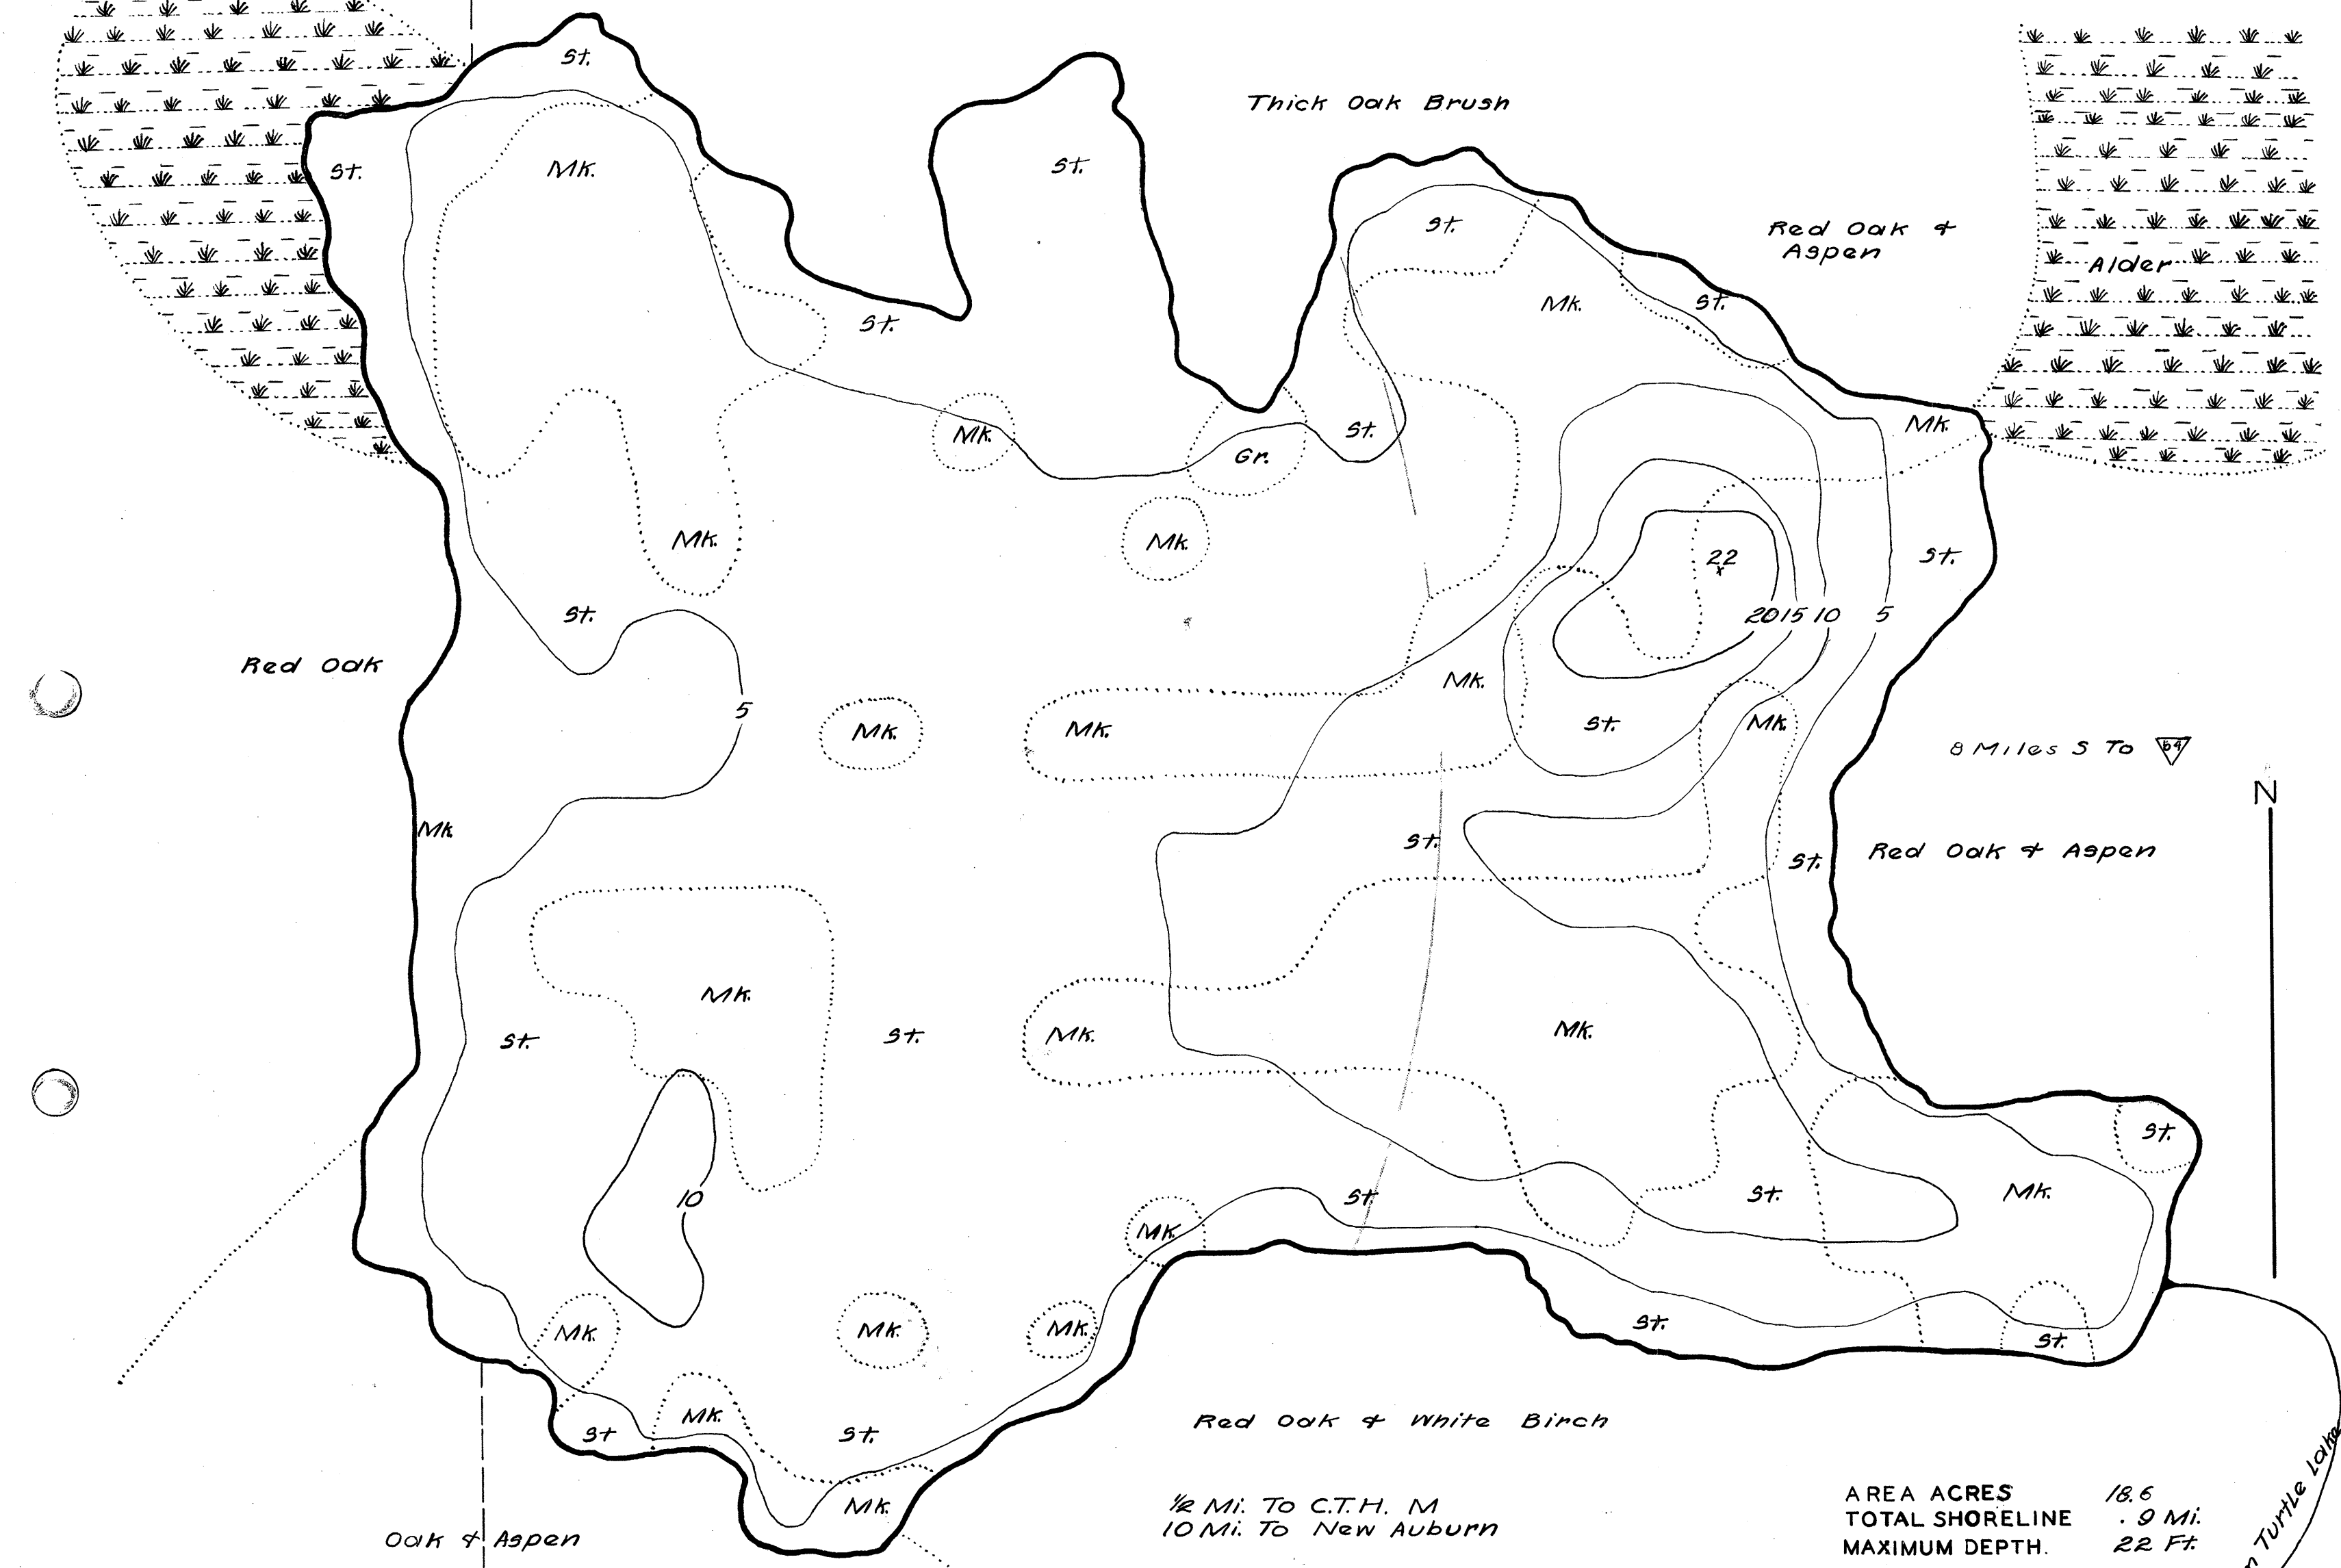 St.
Thick Oak Brush
St.
Mk.
St.
St.
Red Oak &
Aspen
Alder
St.
Mk.
St.
St.
Mk.
Mk.
St.
Gr.
Mk.
Mk.
22
St.
St.
20 15 10 5
Red Oak
Mk.
5
Mk.
Mk.
St.
Mk.
8 Miles S To 64
N
Mk.
St.
St.
Red Oak & Aspen
Mk.
St.
St.
Mk.
Mk.
St.
10
St.
St.
Mk.
Mk.
Mk.
Mk.
Mk.
St.
St.
Mk.
St
St.
Red Oak & White Birch
Mk.
Oak & Aspen
1/2 Mi. To C.T.H. M
10 Mi. To New Auburn
AREA ACRES 18.6
TOTAL SHORELINE .9 Mi.
MAXIMUM DEPTH. 22 Ft.
Turtle Lake